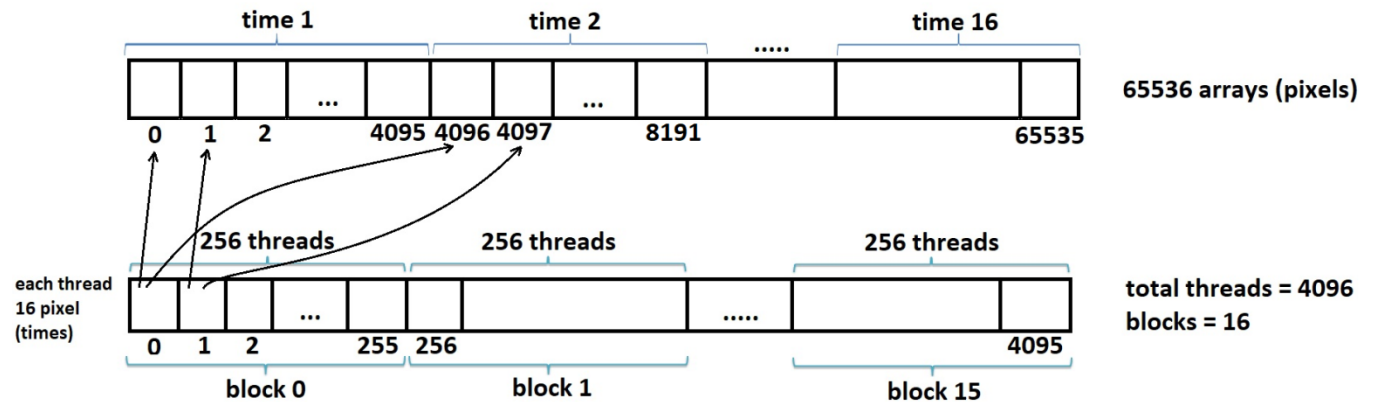 time 1
time 2
.....
time 16
...
...
65536 arrays (pixels)
0 1 2 4095 4096 4097 8191 65535
256 threads
256 threads
256 threads
each thread
16 pixel
(times)
...
.....
total threads = 4096
blocks = 16
0 1 2 255 256 4095
block 0
block 1
block 15